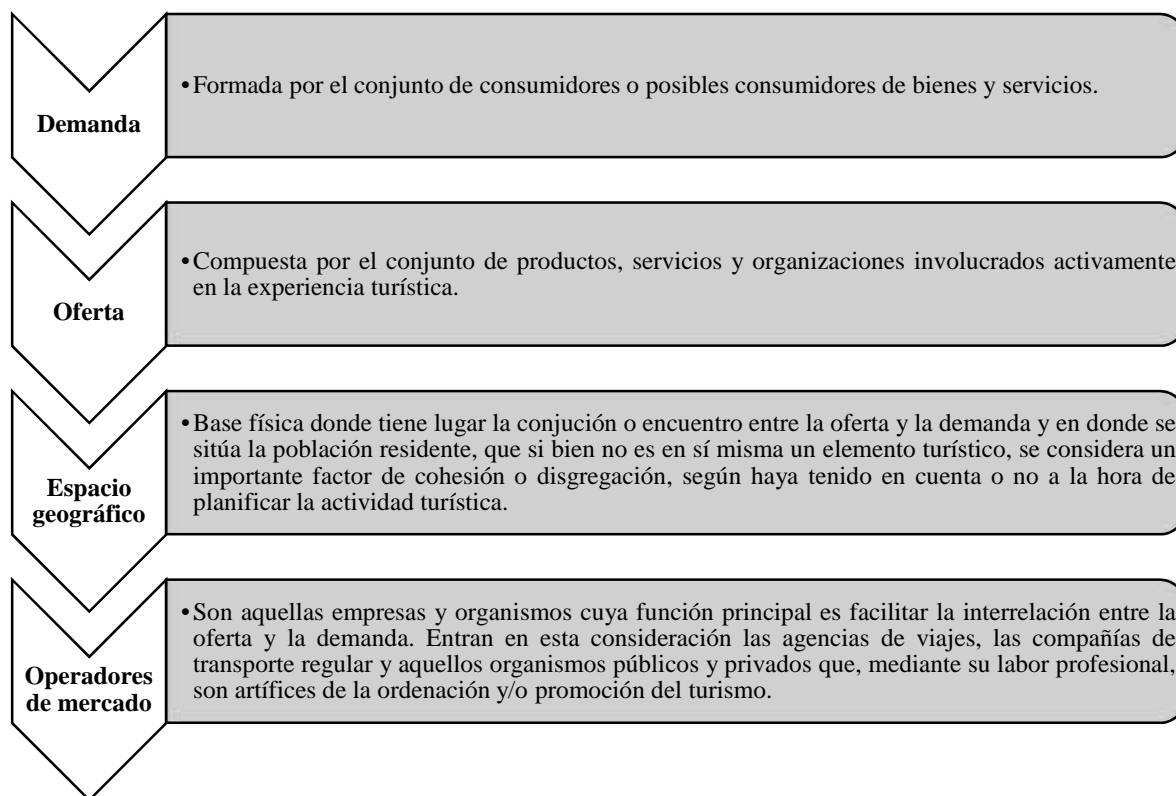 Demanda
•Formada por el conjunto de consumidores o posibles consumidores de bienes y servicios.
Oferta
•Compuesta por el conjunto de productos, servicios y organizaciones involucrados activamente
en la experiencia turística.
Espacio
geográfico
•Base física donde tiene lugar la conjución o encuentro entre la oferta y la demanda y en donde se
sitúa la población residente, que si bien no es en sí misma un elemento turístico, se considera un
importante factor de cohesión o disgregación, según haya tenido en cuenta o no a la hora de
planificar la actividad turística.
Operadores
de mercado
•Son aquellas empresas y organismos cuya función principal es facilitar la interrelación entre la
oferta y la demanda. Entran en esta consideración las agencias de viajes, las compañías de
transporte regular y aquellos organismos públicos y privados que, mediante su labor profesional,
son artífices de la ordenación y/o promoción del turismo.